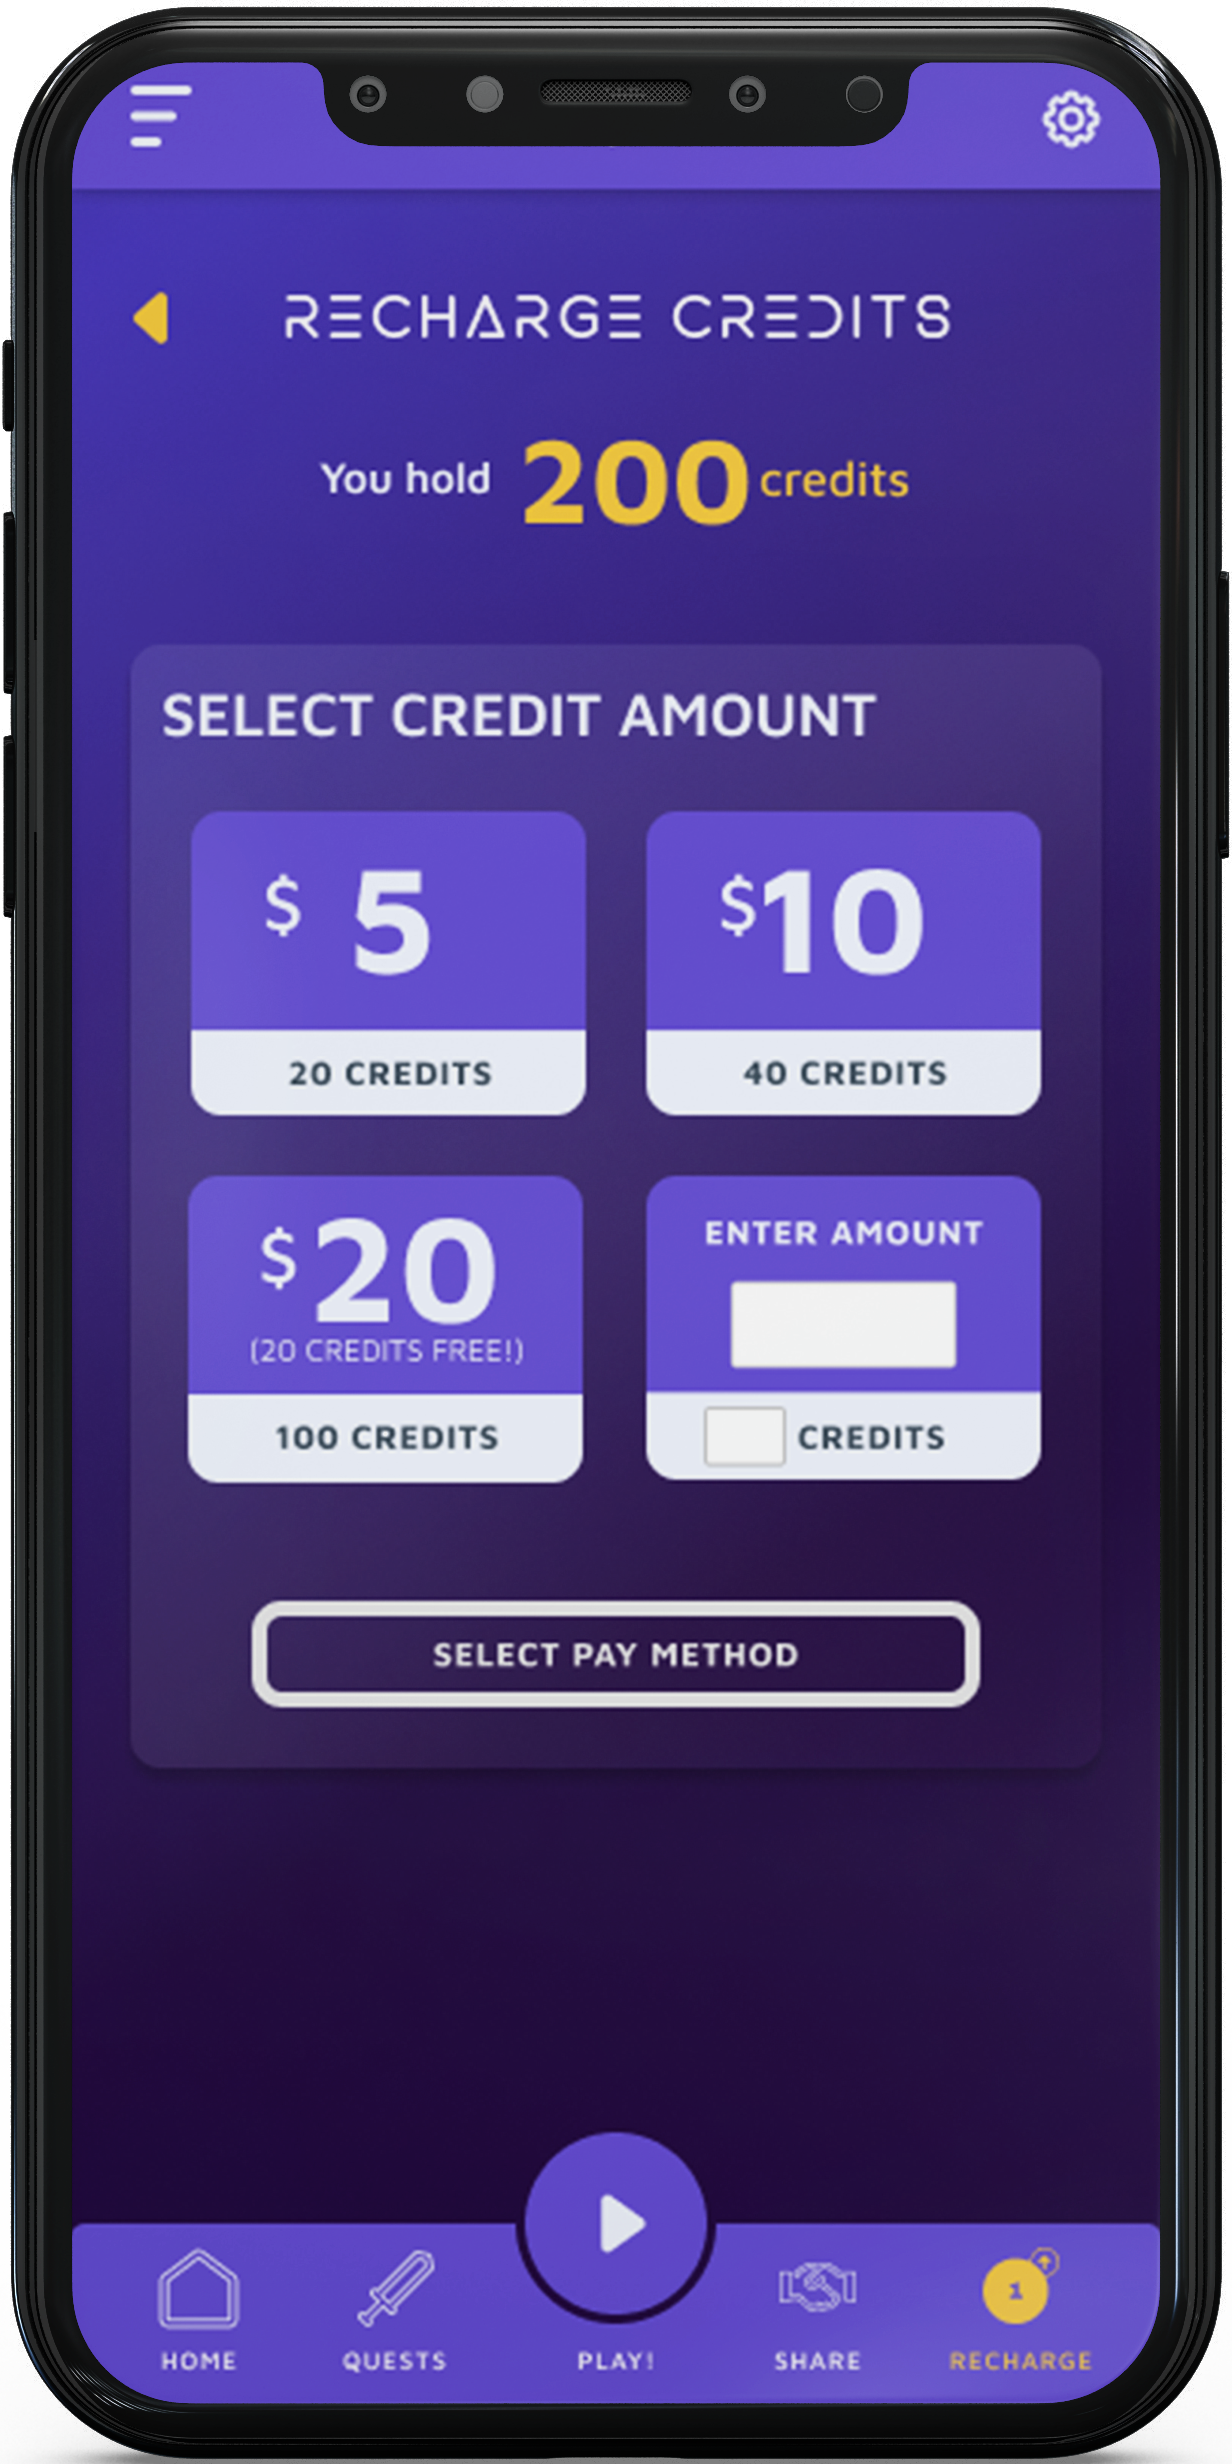 RECHARGE CREDITS
You hold 200 credits
SELECT CREDIT AMOUNT
$ 5
20 CREDITS
$10
40 CREDITS
$20
(20 CREDITS FREE!)
100 CREDITS
ENTER AMOUNT
CREDITS
SELECT PAY METHOD
1
HOME
QUESTS
PLAY!
SHARE
RECHARGE